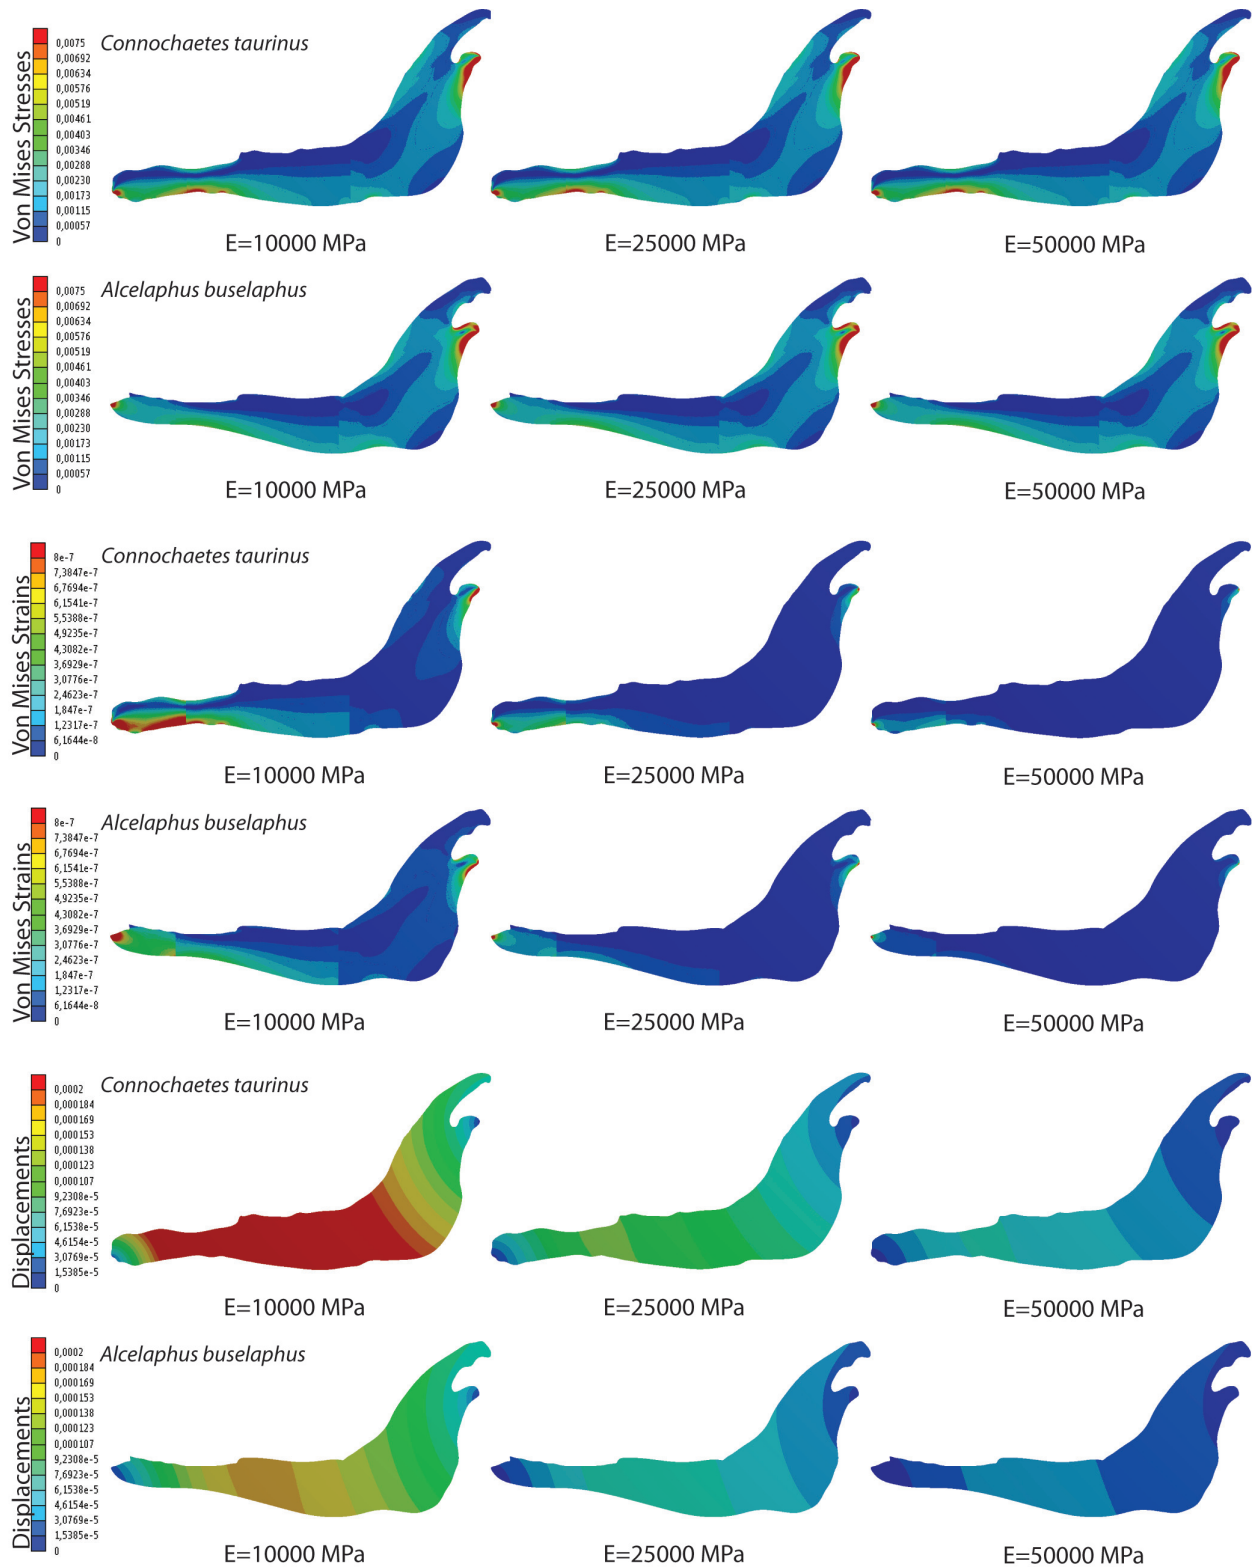 Von Mises Stresses
0,0075
0,00692
0,00634
0,00576
0,00519
0,00461
0,00403
0,00346
0,00288
0,00230
0,00173
0,00115
0,00057
0
Connochaetes taurinus
E=10000 MPa
E=25000 MPa
E=50000 MPa
Von Mises Stresses
0,0075
0,00692
0,00634
0,00576
0,00519
0,00461
0,00403
0,00346
0,00288
0,00230
0,00173
0,00115
0,00057
0
Alcelaphus buselaphus
E=10000 MPa
E=25000 MPa
E=50000 MPa
Von Mises Strains
8e-7
7,3847e-7
6,7694e-7
6,1541e-7
5,5388e-7
4,9235e-7
4,3082e-7
3,6929e-7
3,0776e-7
2,4623e-7
1,847e-7
1,2317e-7
6,1644e-8
0
Connochaetes taurinus
E=10000 MPa
E=25000 MPa
E=50000 MPa
Von Mises Strains
8e-7
7,3847e-7
6,7694e-7
6,1541e-7
5,5388e-7
4,9235e-7
4,3082e-7
3,6929e-7
3,0776e-7
2,4623e-7
1,847e-7
1,2317e-7
6,1644e-8
0
Alcelaphus buselaphus
E=10000 MPa
E=25000 MPa
E=50000 MPa
Displacements
0,0002
0,000184
0,000169
0,000153
0,000138
0,000123
0,000107
9,2308e-5
7,6923e-5
6,1538e-5
4,6154e-5
3,0769e-5
1,5385e-5
0
Connochaetes taurinus
E=10000 MPa
E=25000 MPa
E=50000 MPa
Displacements
0,0002
0,000184
0,000169
0,000153
0,000138
0,000123
0,000107
9,2308e-5
7,6923e-5
6,1538e-5
4,6154e-5
3,0769e-5
1,5385e-5
0
Alcelaphus buselaphus
E=10000 MPa
E=25000 MPa
E=50000 MPa